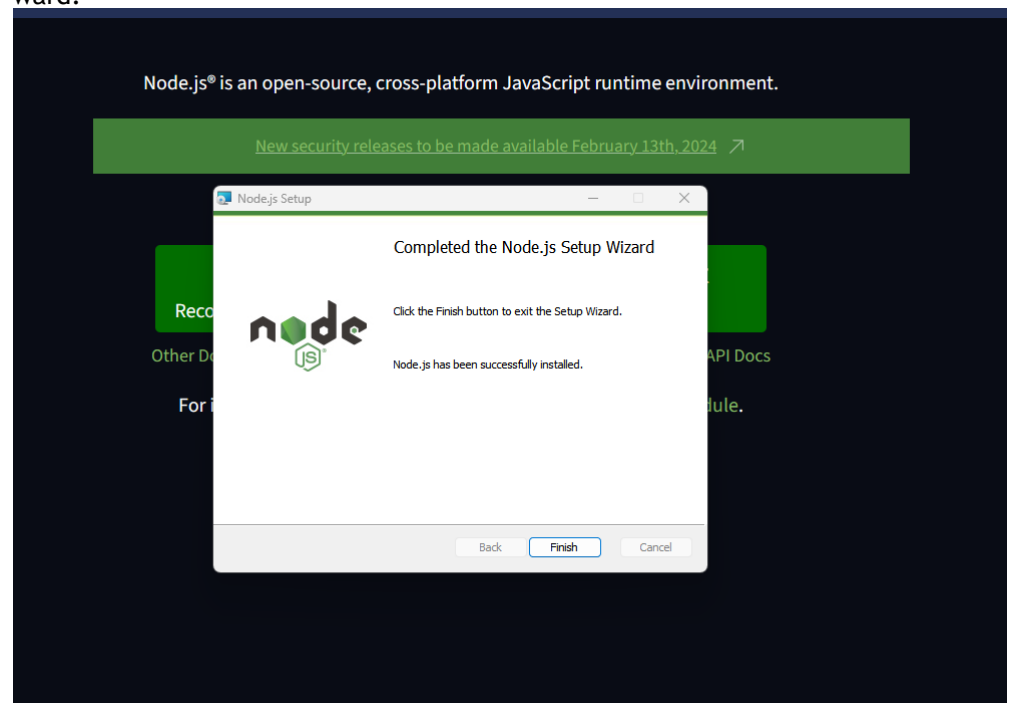 Node.js® is an open-source, cross-platform JavaScript runtime environment.
New security releases to be made available February 13th, 2024 ↗
Node.js Setup
Completed the Node.js Setup Wizard
Click the Finish button to exit the Setup Wizard.
Node.js has been successfully installed.
node
JS
Reco
Other Do
API Docs
For i
dule.
Back Finish Cancel